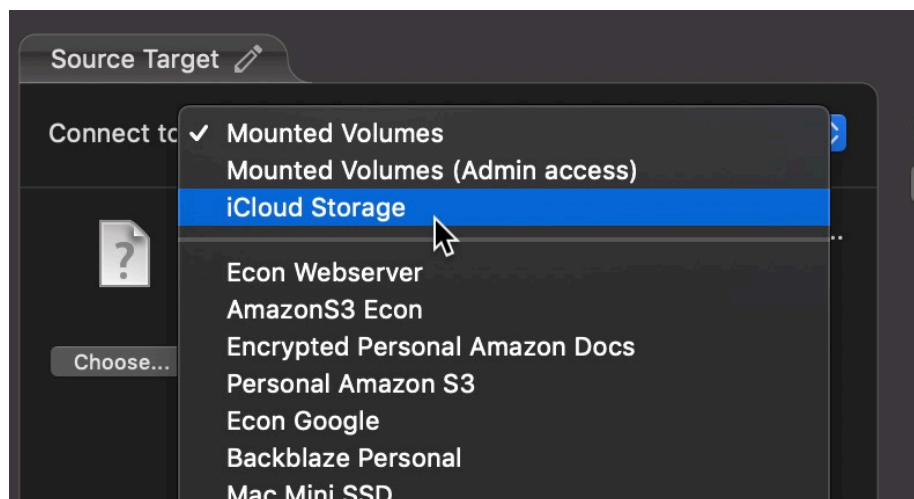 Source Target
Connect to
✓ Mounted Volumes
Mounted Volumes (Admin access)
iCloud Storage
?
Econ Webserver
AmazonS3 Econ
Encrypted Personal Amazon Docs
Choose...
Personal Amazon S3
Econ Google
Backblaze Personal
Mac Mini SSD